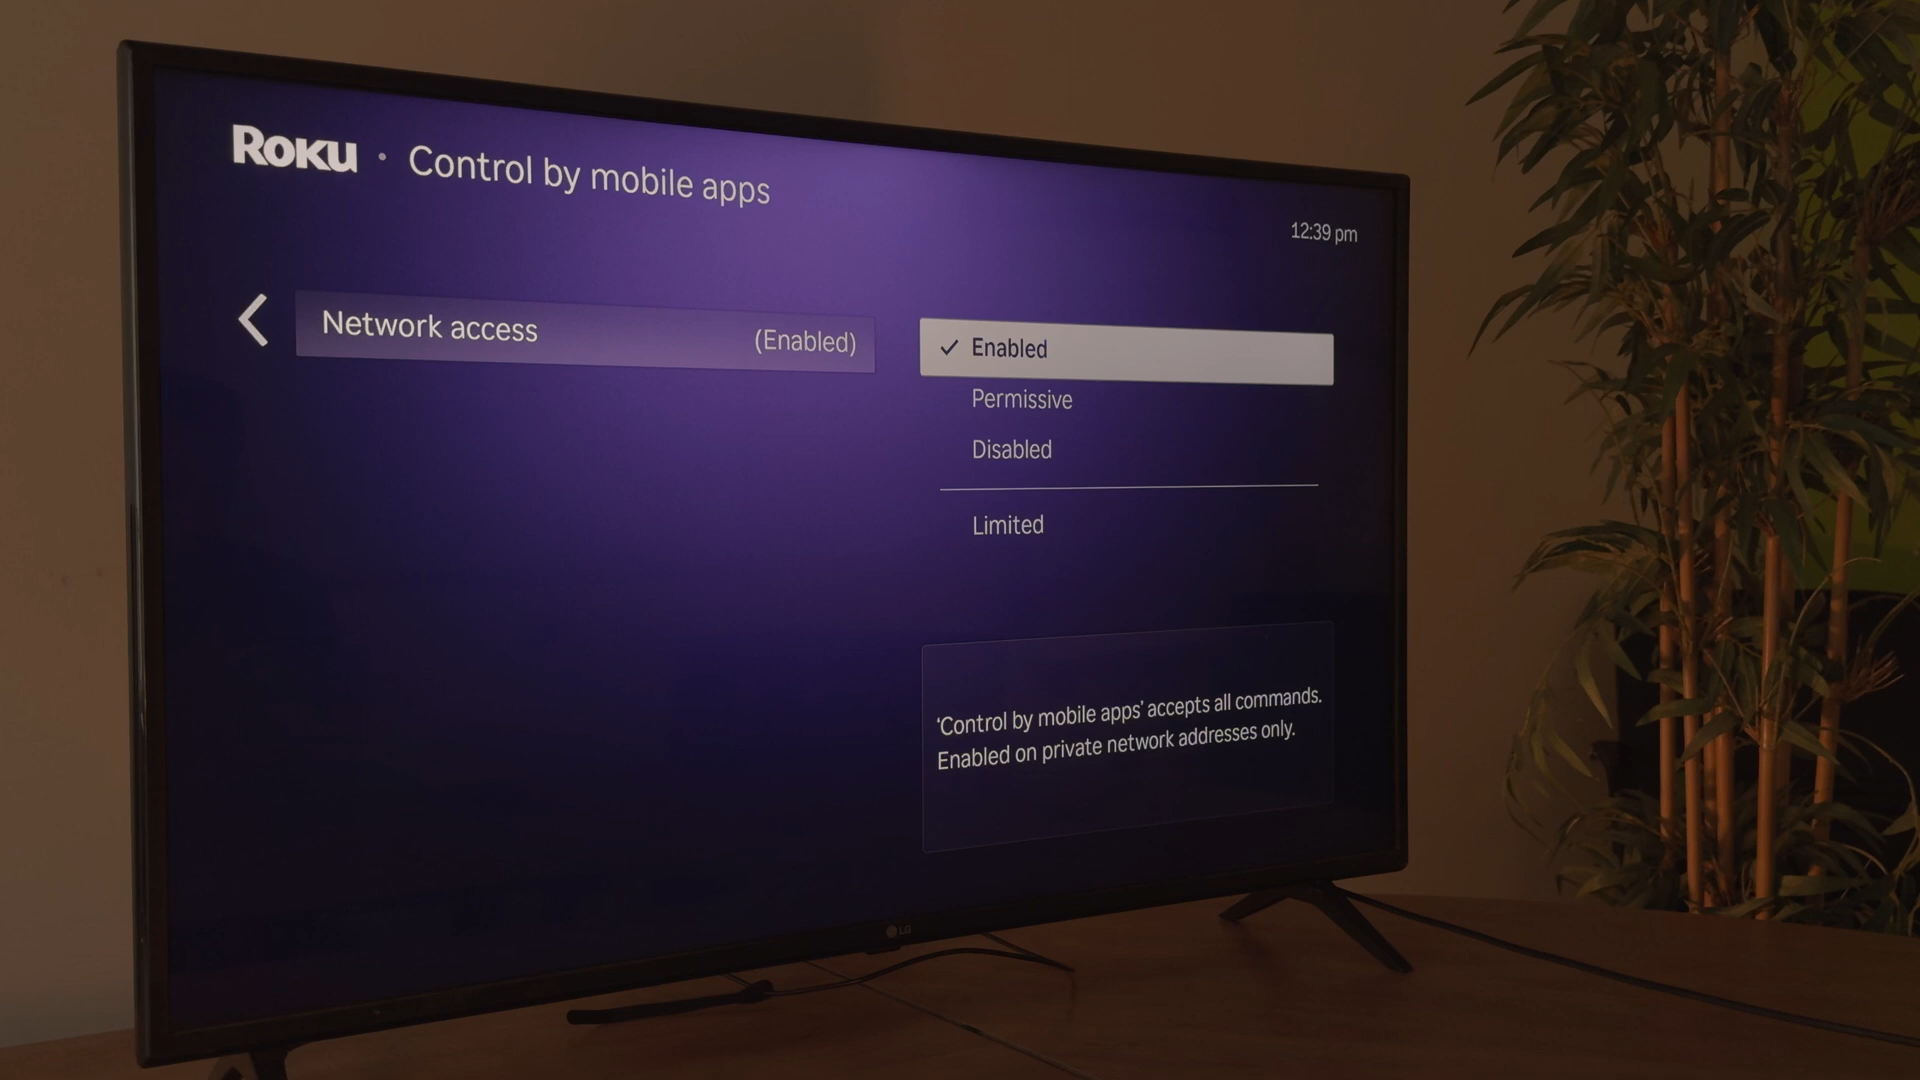 Roku • Control by mobile apps
12:39 pm
Network access (Enabled)
✓ Enabled
Permissive
Disabled
Limited
‘Control by mobile apps’ accepts all commands.
Enabled on private network addresses only.
LG